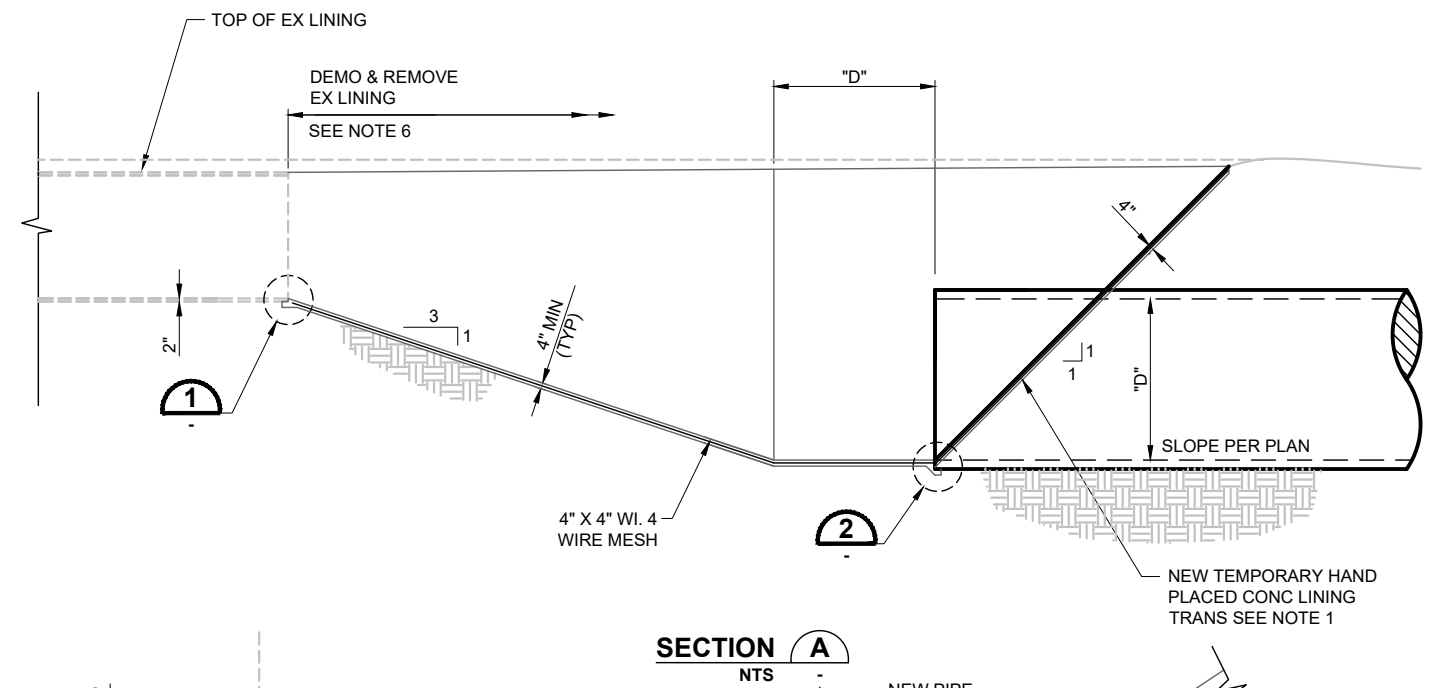 TOP OF EX LINING
DEMO & REMOVE
EX LINING
SEE NOTE 6
"D"
4"
3
1
4" MIN
(TYP)
2"
1
-
1
1
"D"
SLOPE PER PLAN
4" X 4" WI. 4
WIRE MESH
2
-
NEW TEMPORARY HAND
PLACED CONC LINING
TRANS SEE NOTE 1
SECTION A
NTS -
NEW PIPE